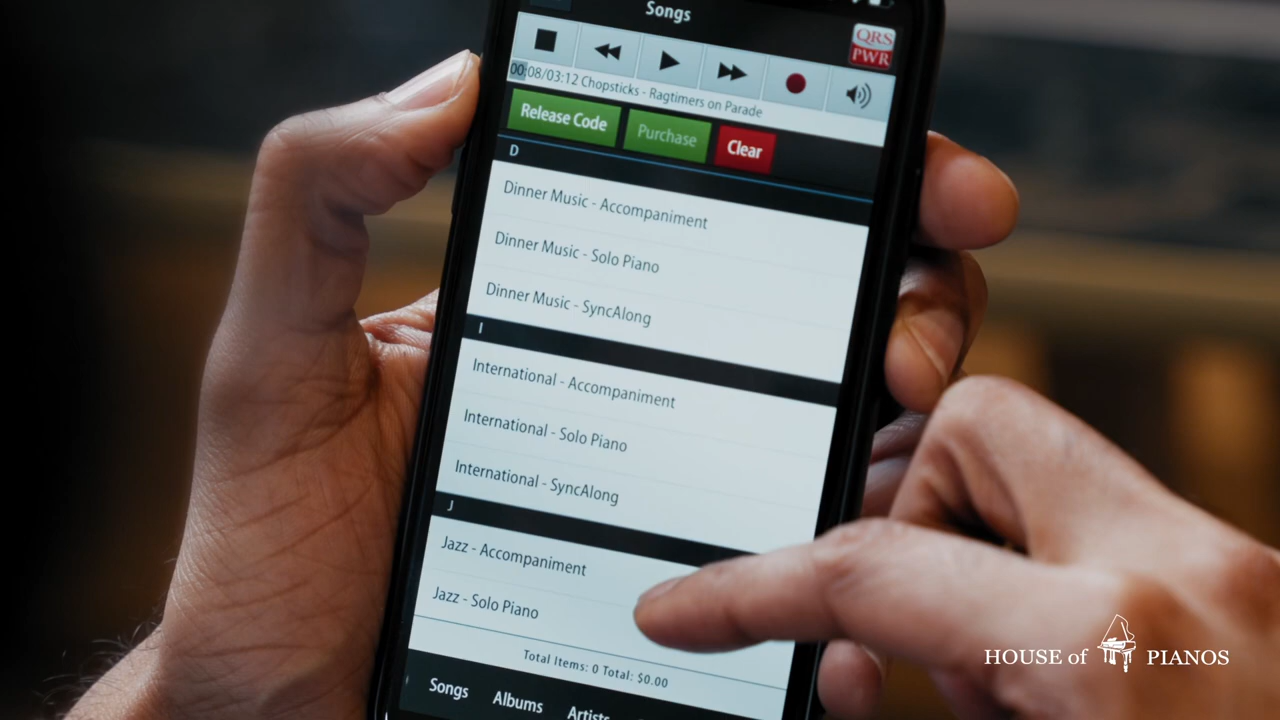 Songs
QRS
PWR
00:08/03:12 Chopsticks - Ragtimers on Parade
Release Code Purchase Clear
D
Dinner Music - Accompaniment
Dinner Music - Solo Piano
Dinner Music - SyncAlong
I
International - Accompaniment
International - Solo Piano
International - SyncAlong
J
Jazz - Accompaniment
Jazz - Solo Piano
Total Items: 0 Total: $0.00
Songs Albums Artists
HOUSE of PIANOS